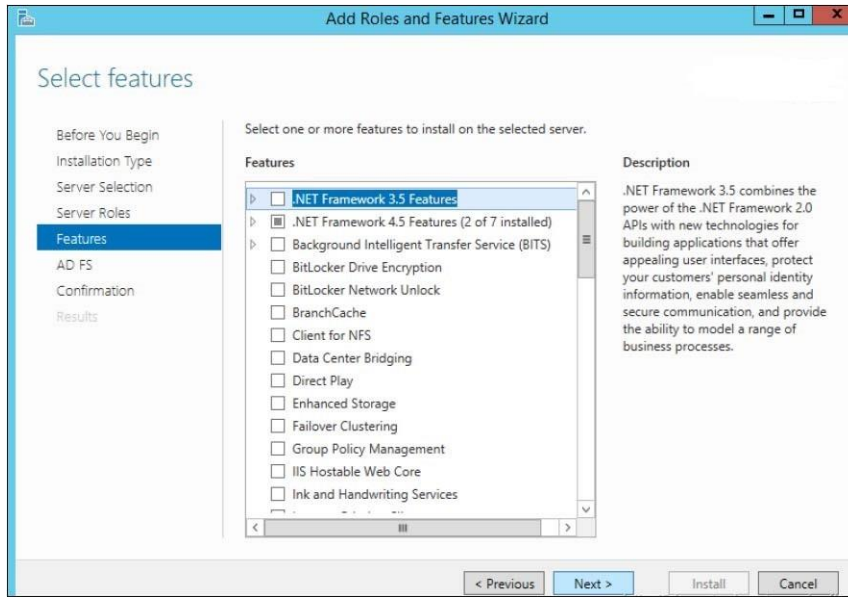 Add Roles and Features Wizard
Select features
Before You Begin
Installation Type
Server Selection
Server Roles
Features
AD FS
Confirmation
Results
Select one or more features to install on the selected server.
Features
.NET Framework 3.5 Features
.NET Framework 4.5 Features (2 of 7 installed)
Background Intelligent Transfer Service (BITS)
BitLocker Drive Encryption
BitLocker Network Unlock
BranchCache
Client for NFS
Data Center Bridging
Direct Play
Enhanced Storage
Failover Clustering
Group Policy Management
IIS Hostable Web Core
Ink and Handwriting Services
Description
.NET Framework 3.5 combines the
power of the .NET Framework 2.0
APIs with new technologies for
building applications that offer
appealing user interfaces, protect
your customers' personal identity
information, enable seamless and
secure communication, and provide
the ability to model a range of
business processes.
< Previous
Next >
Install
Cancel